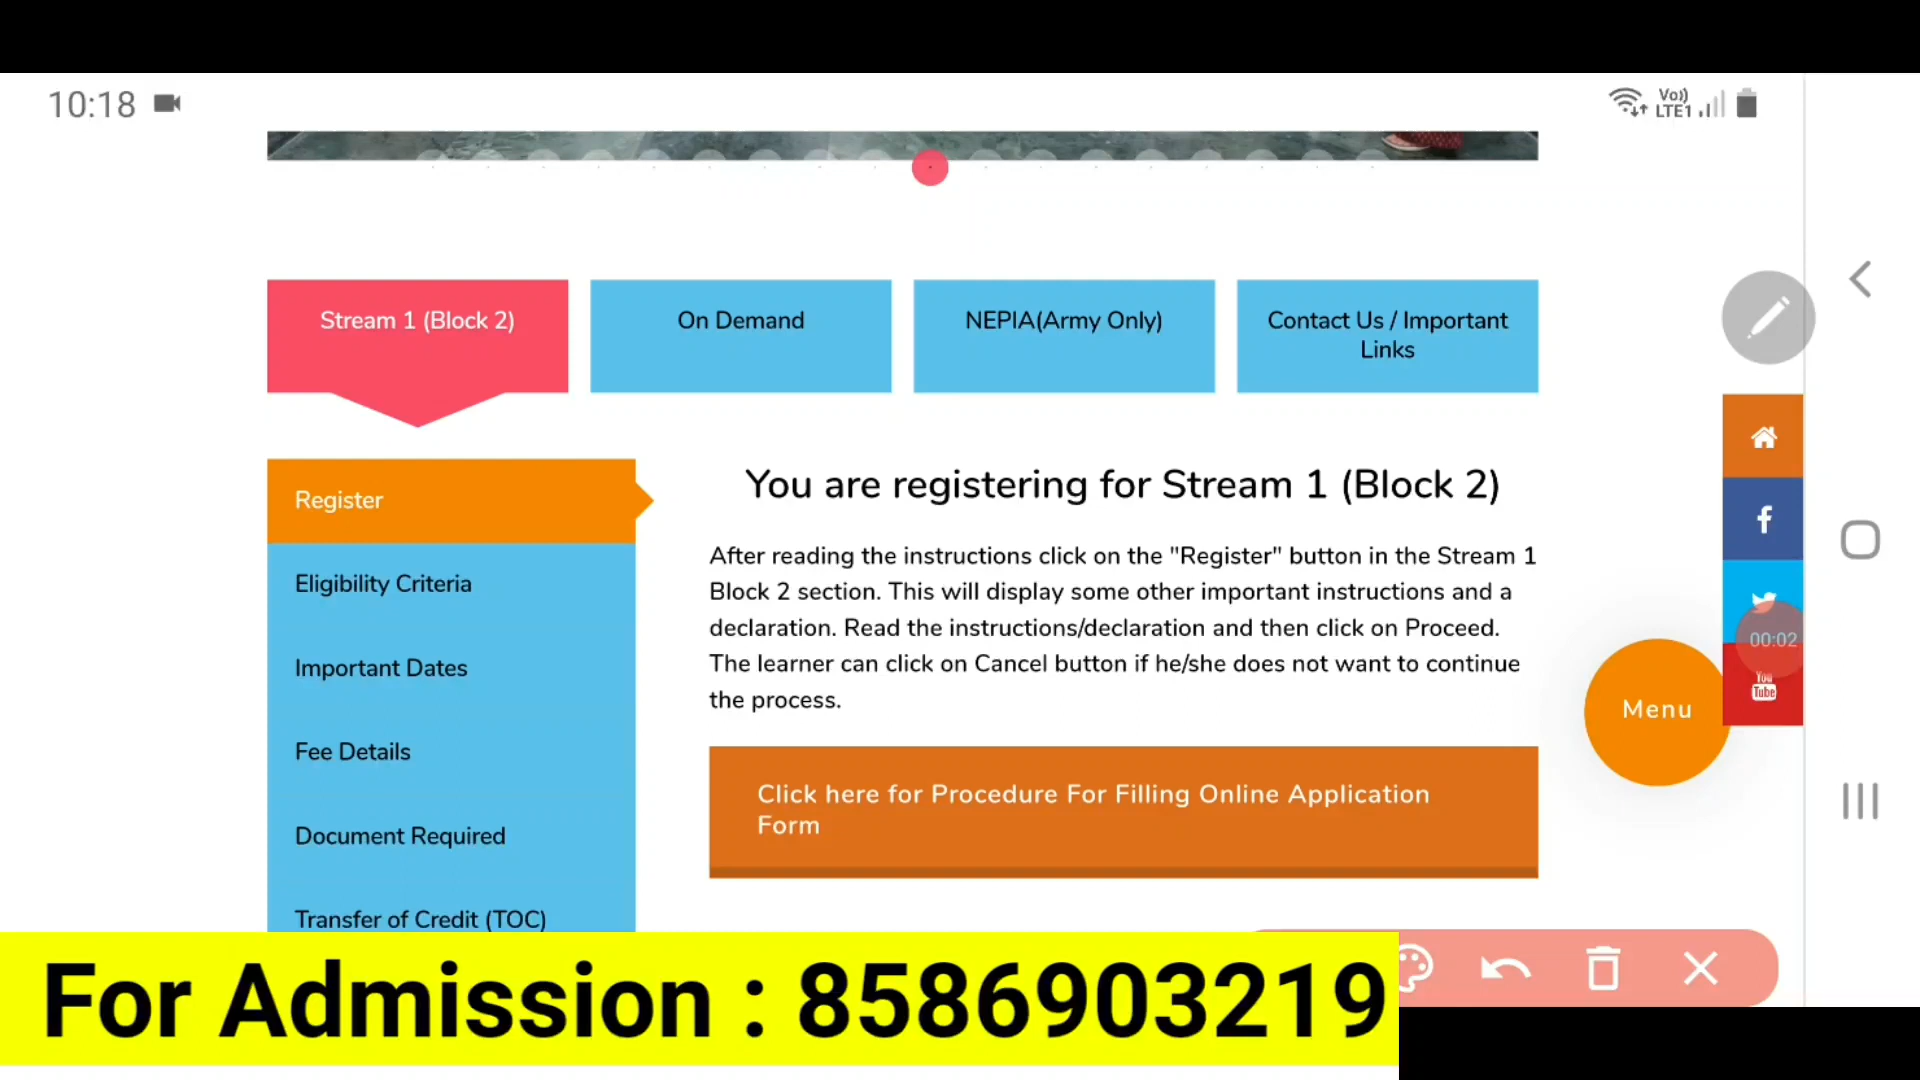 10:18
Vo))
LTE1
Stream 1 (Block 2)
On Demand
NEPIA(Army Only)
Contact Us / Important
Links
Register
Eligibility Criteria
Important Dates
Fee Details
Document Required
Transfer of Credit (TOC)
You are registering for Stream 1 (Block 2)
After reading the instructions click on the "Register" button in the Stream 1
Block 2 section. This will display some other important instructions and a
declaration. Read the instructions/declaration and then click on Proceed.
The learner can click on Cancel button if he/she does not want to continue
the process.
Click here for Procedure For Filling Online Application
Form
00:02
You
Tube
Menu
For Admission : 8586903219